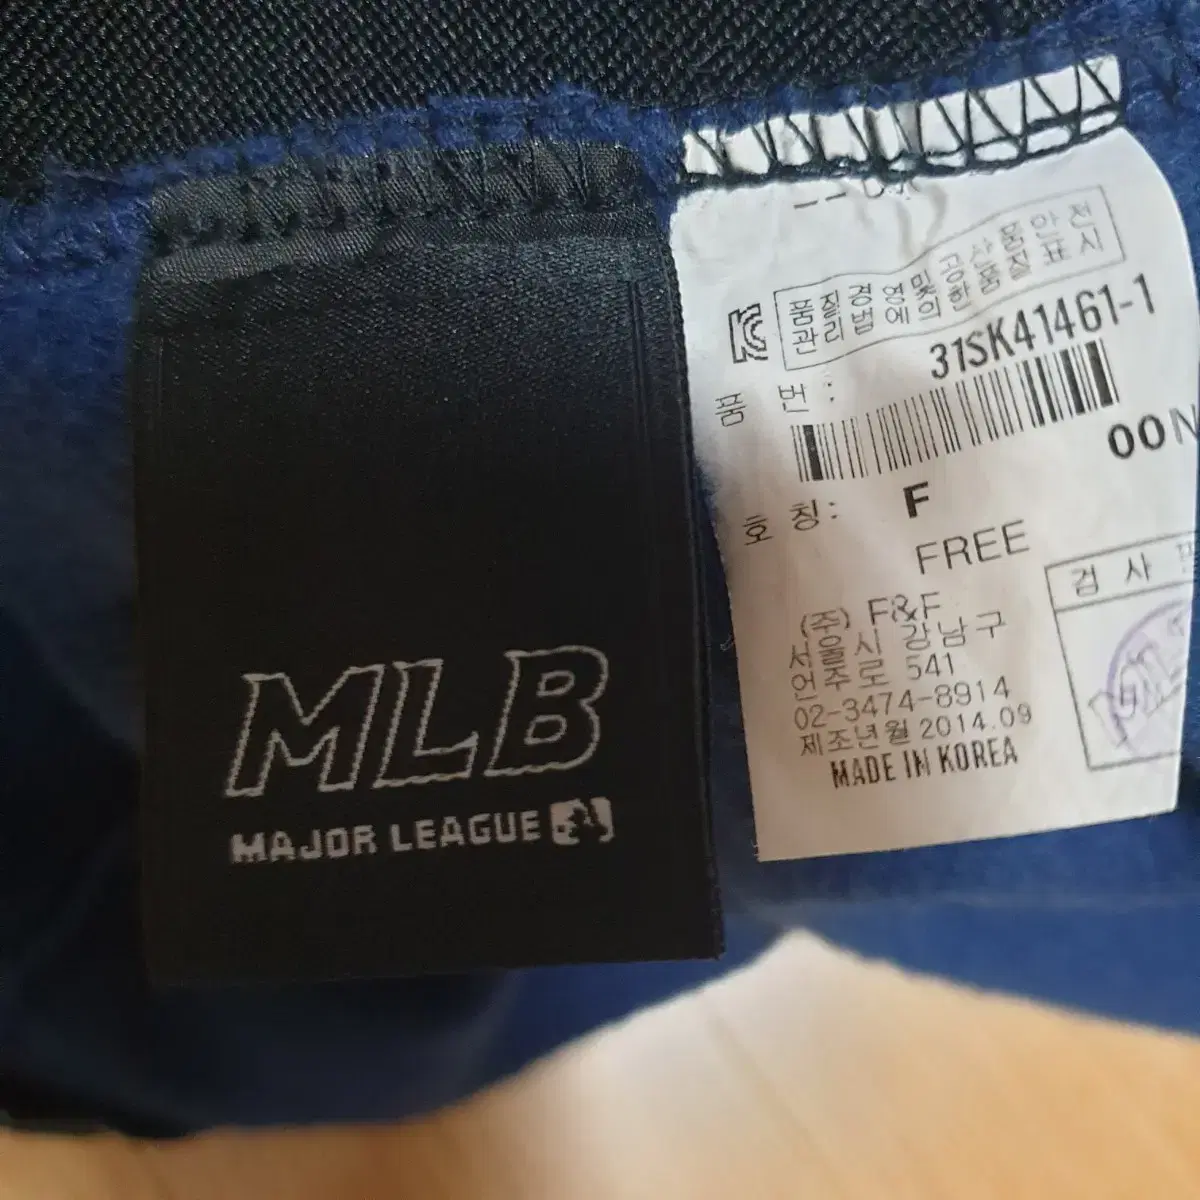 MLB
MAJOR LEAGUE
품질경영 및 공산품 안전
관리법에 의한 품질표시
품 번 : 31SK41461-1
00N
호 칭 : F
FREE
(주) F&F
서울시 강남구
언주로 541
02-3474-8914
제조년월 2014.09
MADE IN KOREA
검 사